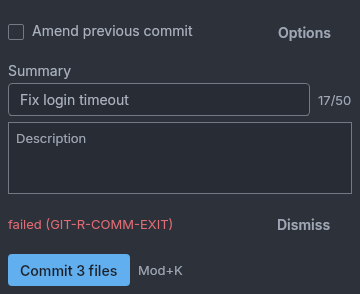 Amend previous commit Options
Summary
Fix login timeout 17/50
Description
failed (GIT-R-COMM-EXIT) Dismiss
Commit 3 files Mod+K